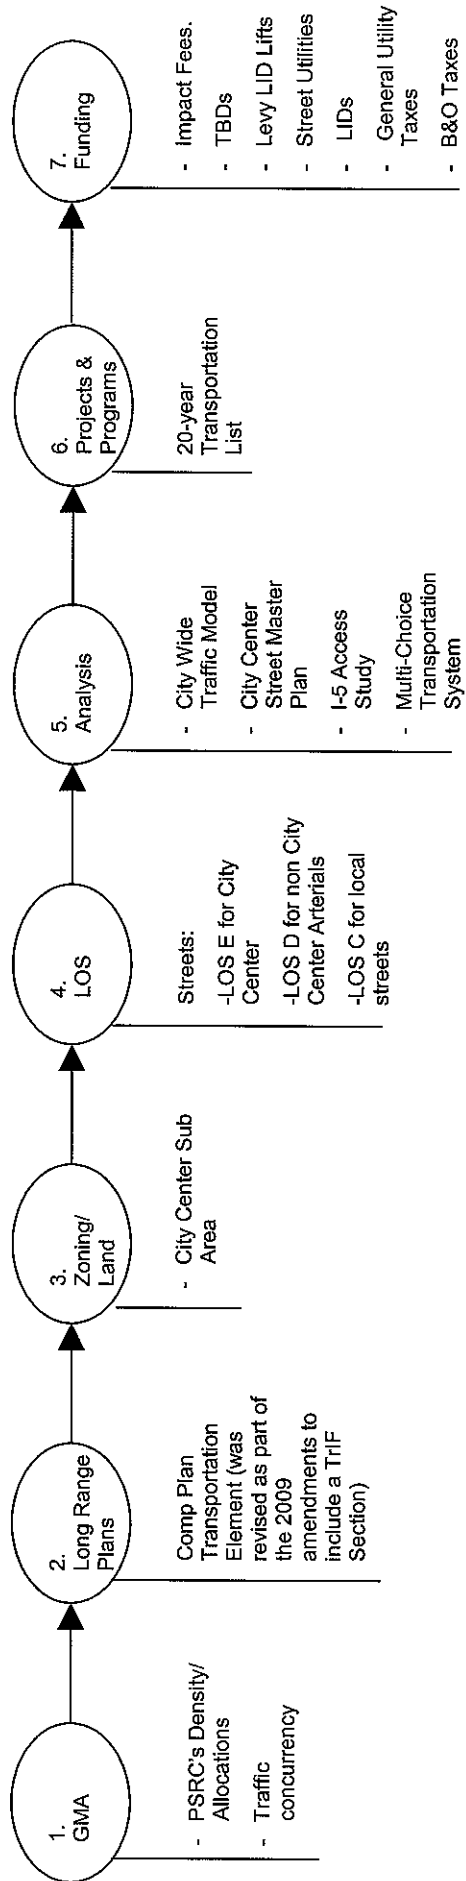 1.
GMA
- PSRC's Density/
Allocations
- Traffic
concurrency
2.
Long Range
Plans
Comp Plan
Transportation
Element (was
revised as part of
the 2009
amendments to
include a TrIF
Section)
3.
Zoning/
Land
- City Center Sub
Area
4.
LOS
Streets:
-LOS E for City
Center
-LOS D for non City
Center Arterials
-LOS C for local
streets
5.
Analysis
- City Wide
Traffic Model
- City Center
Street Master
Plan
- I-5 Access
Study
- Multi-Choice
Transportation
System
6.
Projects &
Programs
20-year
Transportation
List
7.
Funding
- Impact Fees.
- TBDs
- Levy LID Lifts
- Street Utilities
- LIDs
- General Utility
Taxes
- B&O Taxes